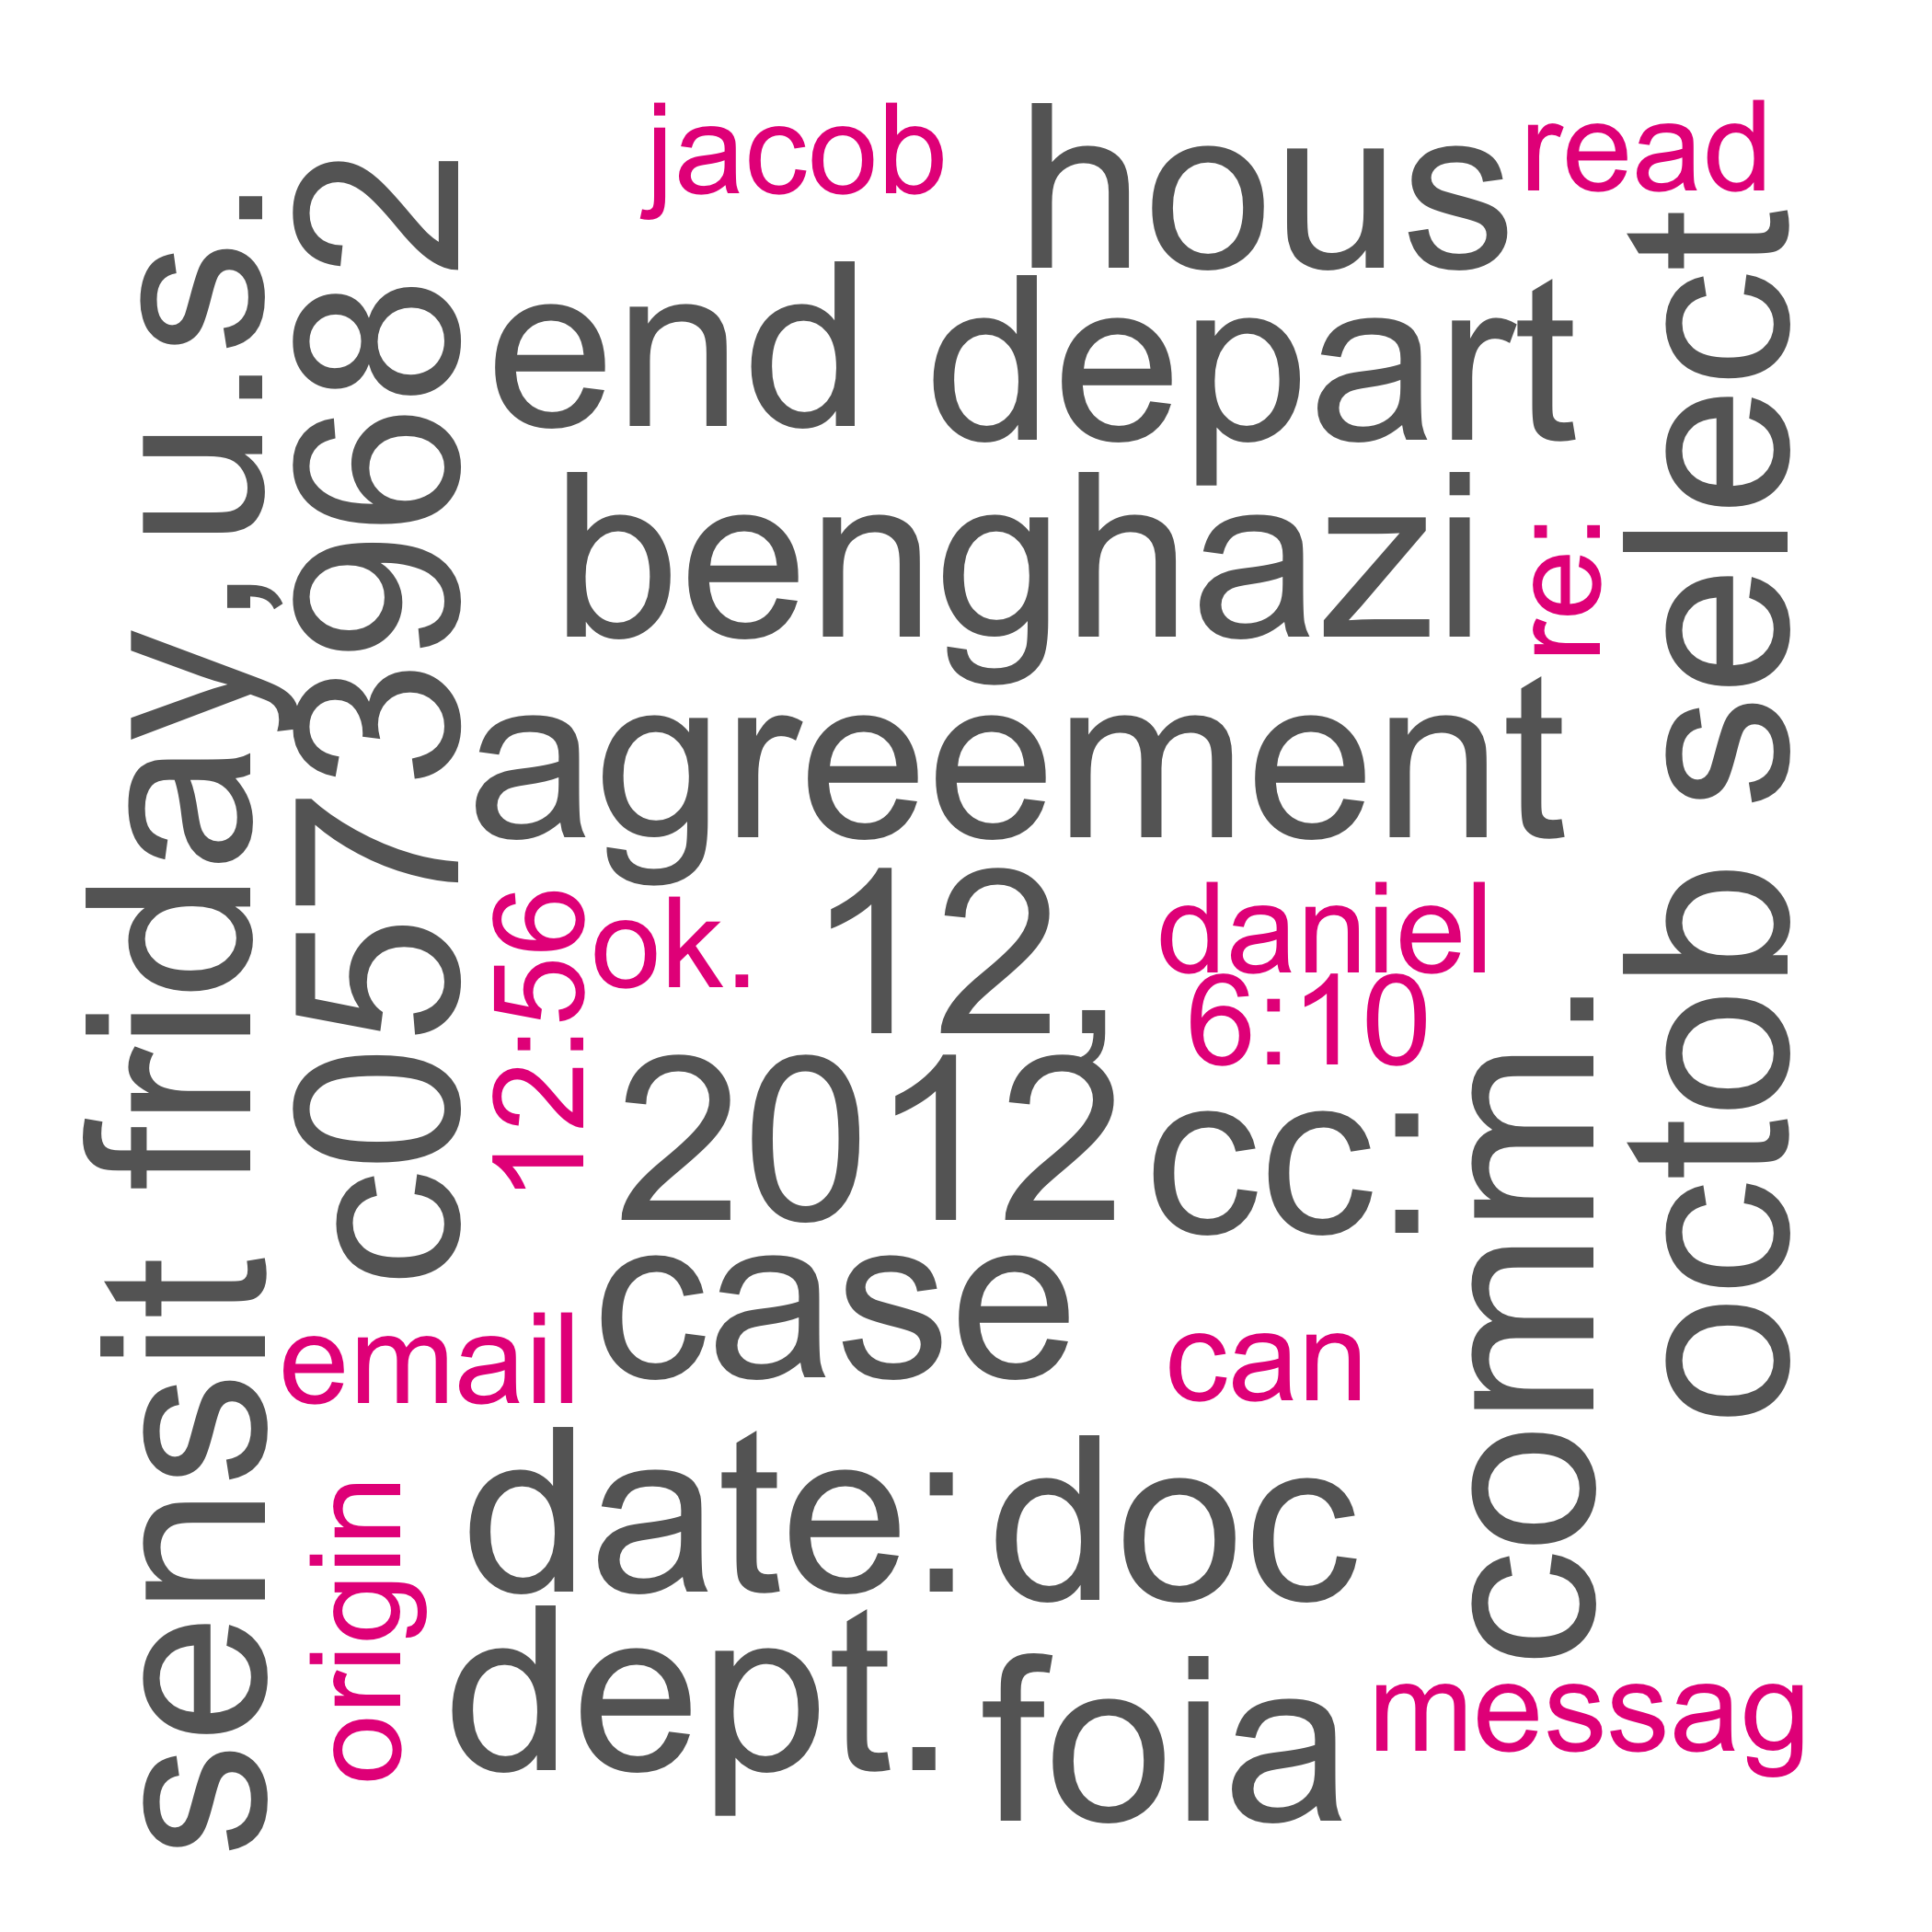 jacob
hous
read
u.s.
c05739682
end
depart
select
benghazi
re:
friday,
agreement
12:56
ok.
12,
daniel
6:10
octob
2012
cc:
comm.
sensit
email
case
can
origin
date:
doc
dept.
foia
messag